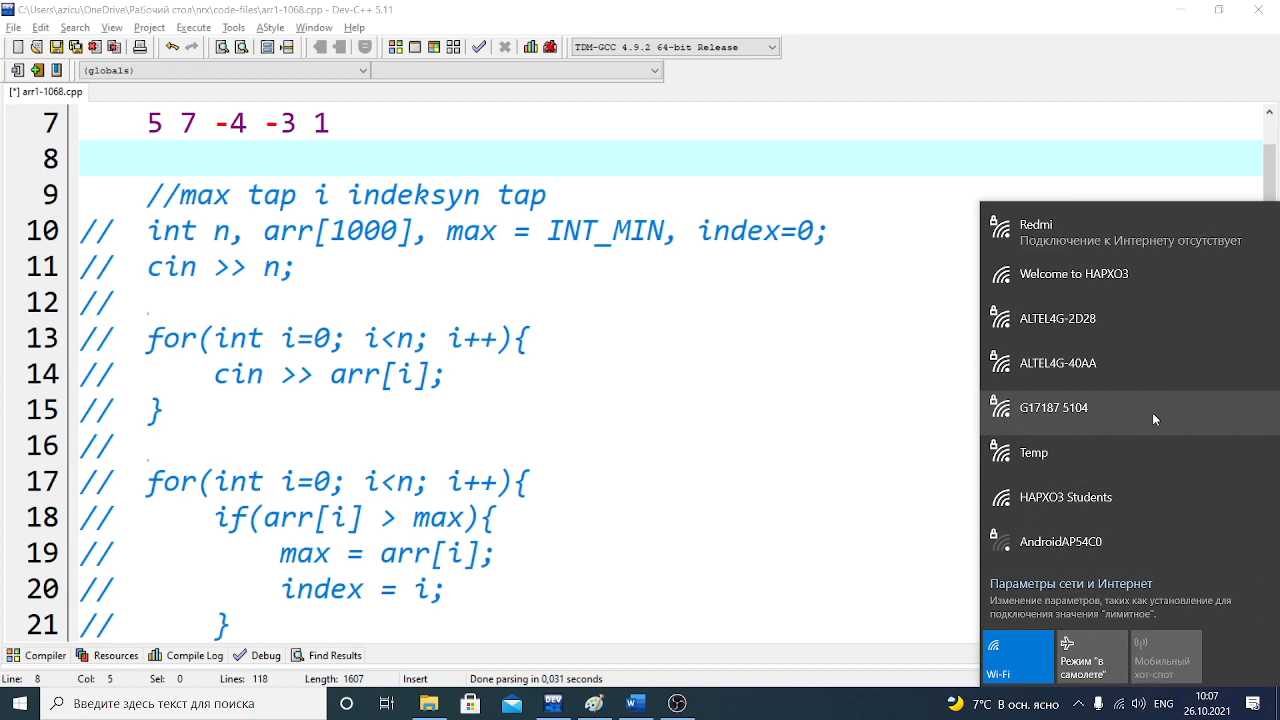 C:\Users\azicu\OneDrive\Рабочий стол\nrx\code-files\arr1-1068.cpp - Dev-C++ 5.11
File Edit Search View Project Execute Tools AStyle Window Help
TDM-GCC 4.9.2 64-bit Release
(globals)
[*] arr1-1068.cpp
7 5 7 -4 -3 1
8
9 //max tap i indeksyn tap
10 // int n, arr[1000], max = INT_MIN, index=0;
11 // cin >> n;
12 //
13 // for(int i=0; i<n; i++){
14 // cin >> arr[i];
15 // }
16 //
17 // for(int i=0; i<n; i++){
18 // if(arr[i] > max){
19 // max = arr[i];
20 // index = i;
21 // }
Redmi
Подключение к Интернету отсутствует
Welcome to HAPXO3
ALTEL4G-2D28
ALTEL4G-40AA
G17187 5104
Temp
HAPXO3 Students
AndroidAP54C0
Параметры сети и Интернет
Изменение параметров, таких как установление для
подключения значения "лимитное".
Wi-Fi
Режим "в
самолете"
Мобильный
хот-спот
Compiler Resources Compile Log Debug Find Results
Line: 8 Col: 5 Sel: 0 Lines: 118 Length: 1607 Insert Done parsing in 0,031 seconds
Введите здесь текст для поиска
7°C В осн. ясно
ENG
10:07
26.10.2021